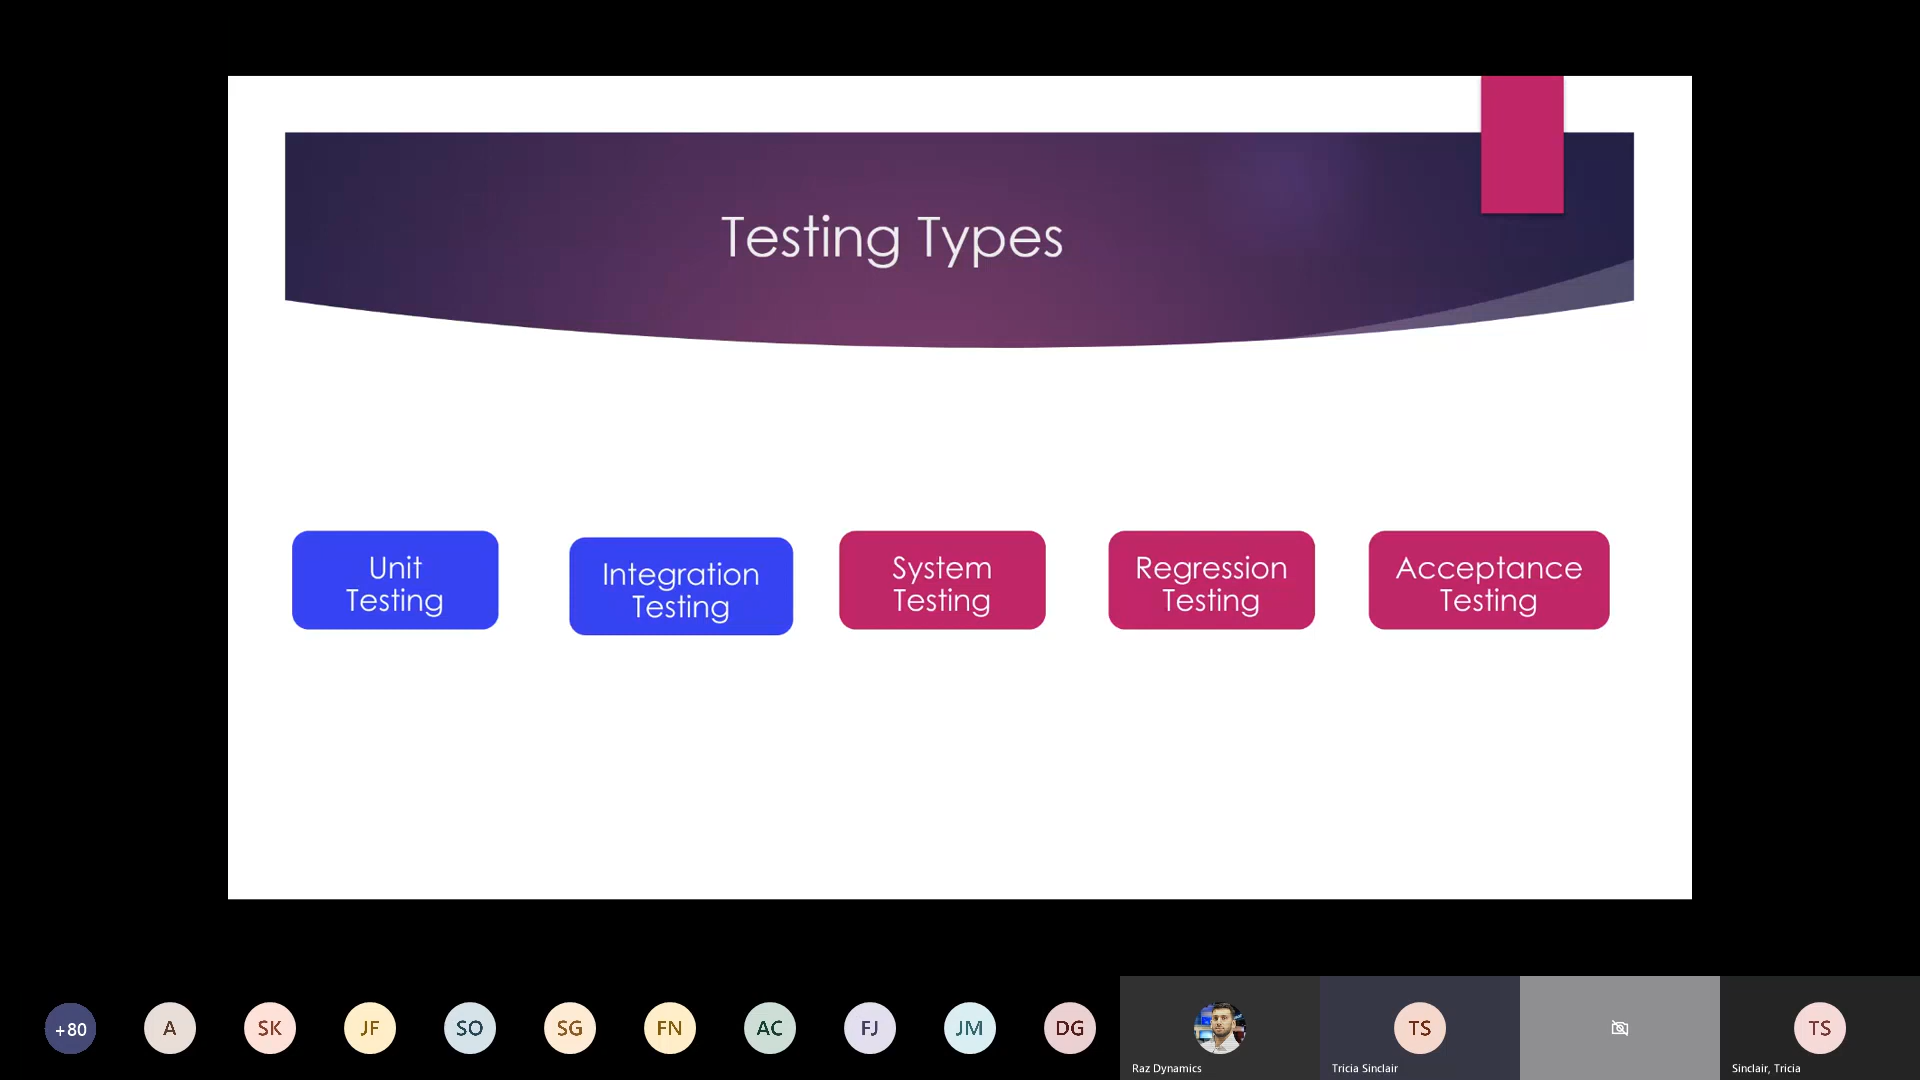 Testing Types
Unit
Testing
Integration
Testing
System
Testing
Regression
Testing
Acceptance
Testing
+80
A
SK
JF
SO
SG
FN
AC
FJ
JM
DG
Raz Dynamics
TS
Tricia Sinclair
TS
Sinclair, Tricia